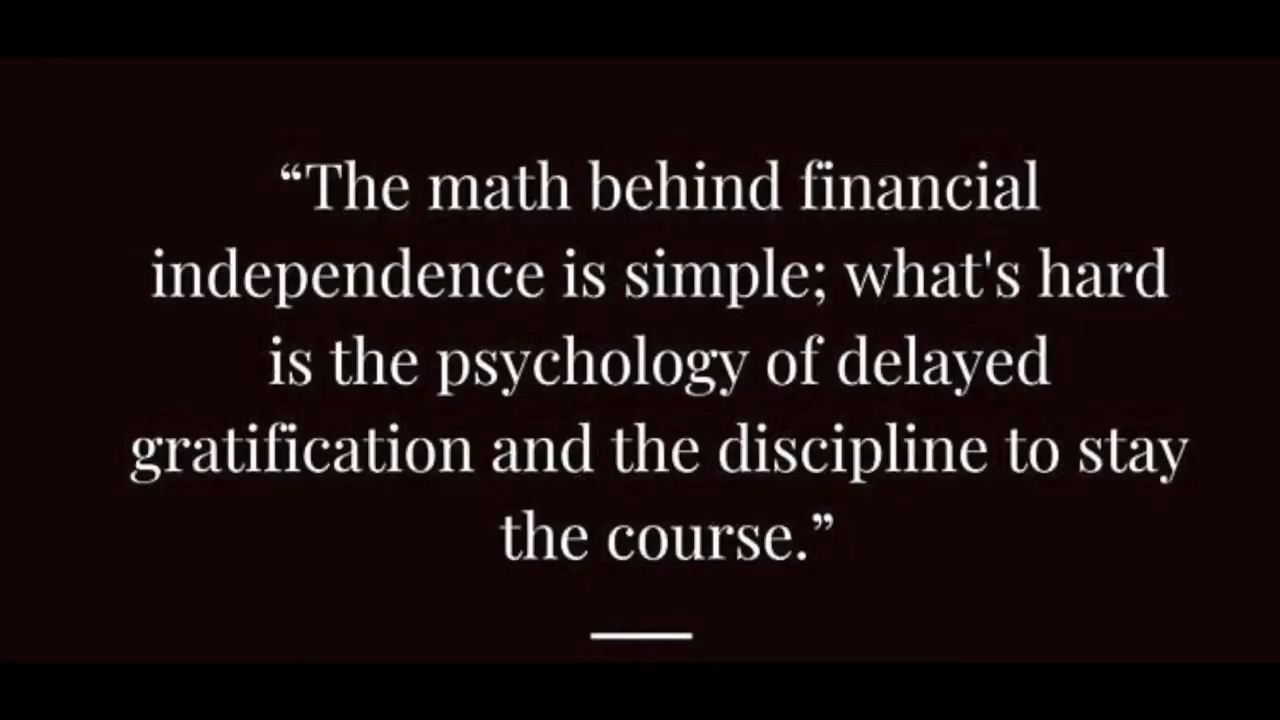 “The math behind financial
independence is simple; what's hard
is the psychology of delayed
gratification and the discipline to stay
the course.”